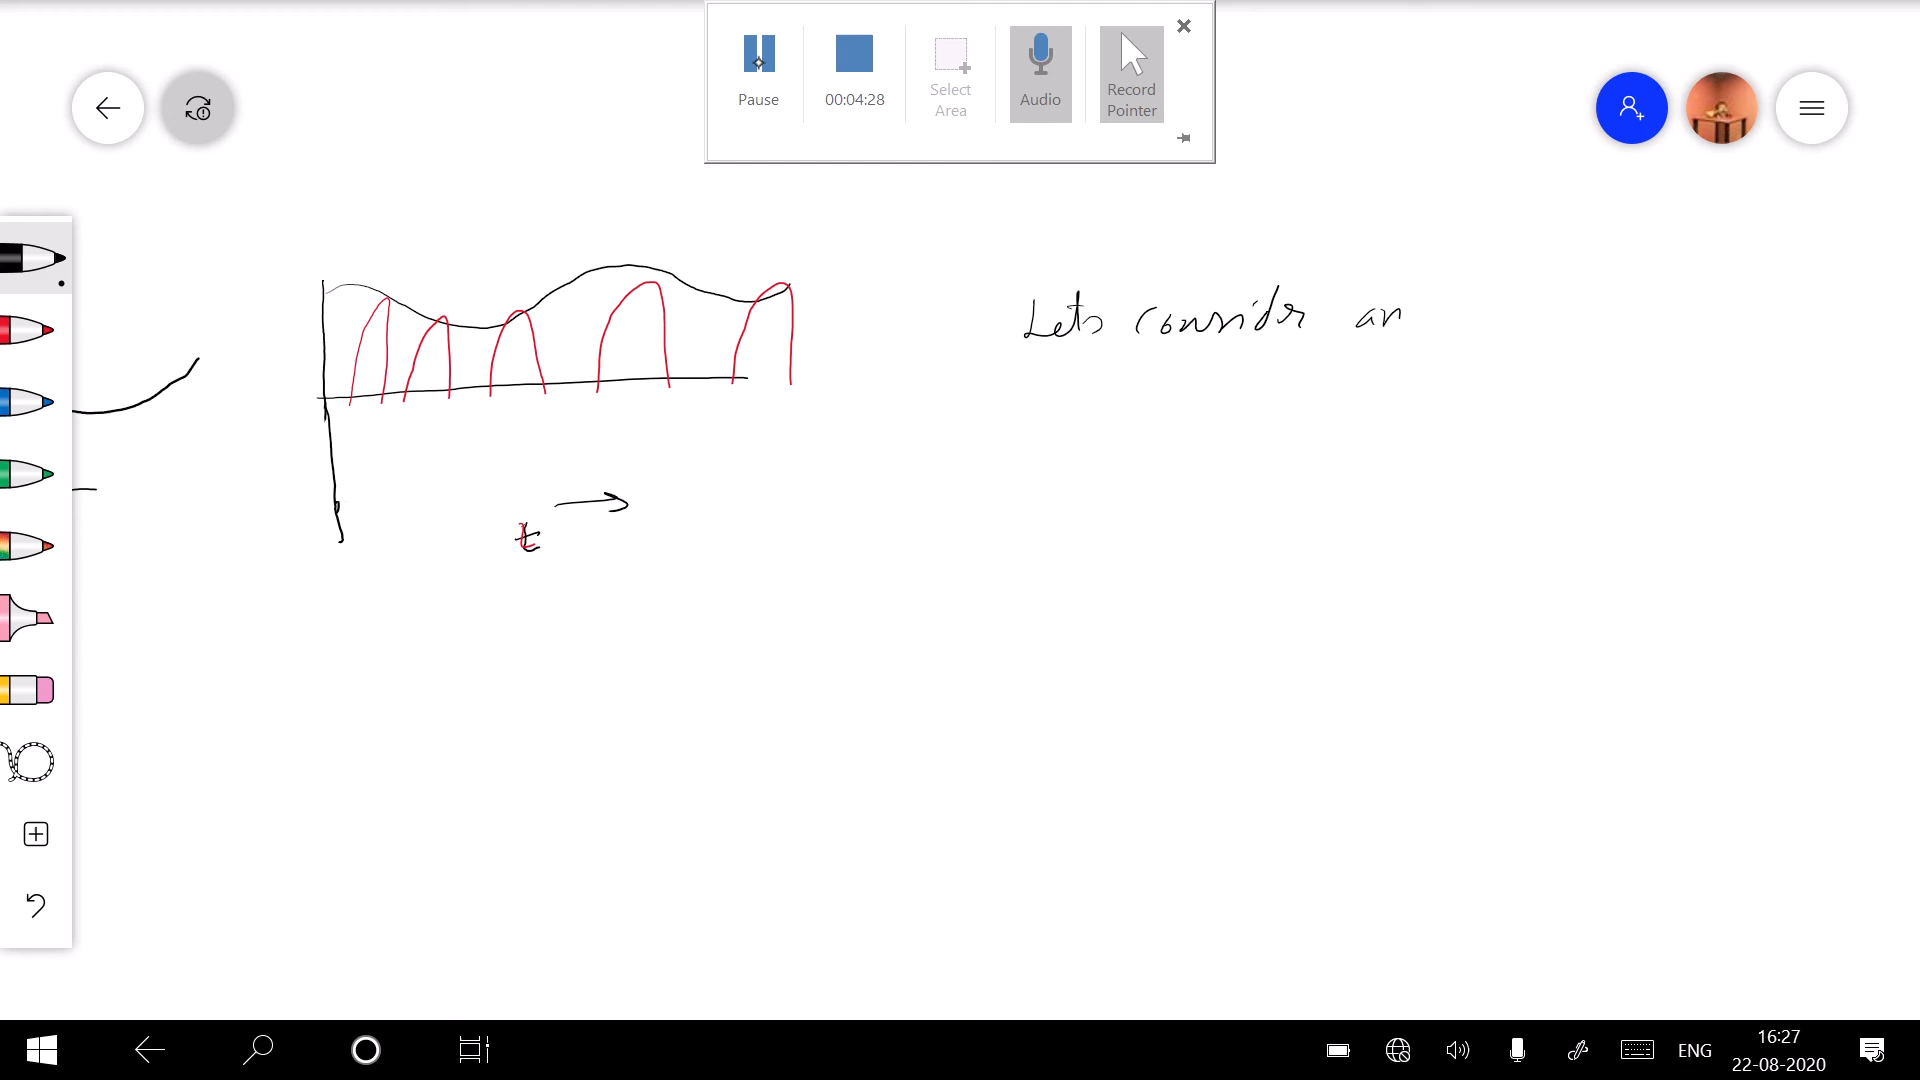 Pause
00:04:28
Select
Area
Audio
Record
Pointer
Lets consider an
t
ENG
16:27
22-08-2020